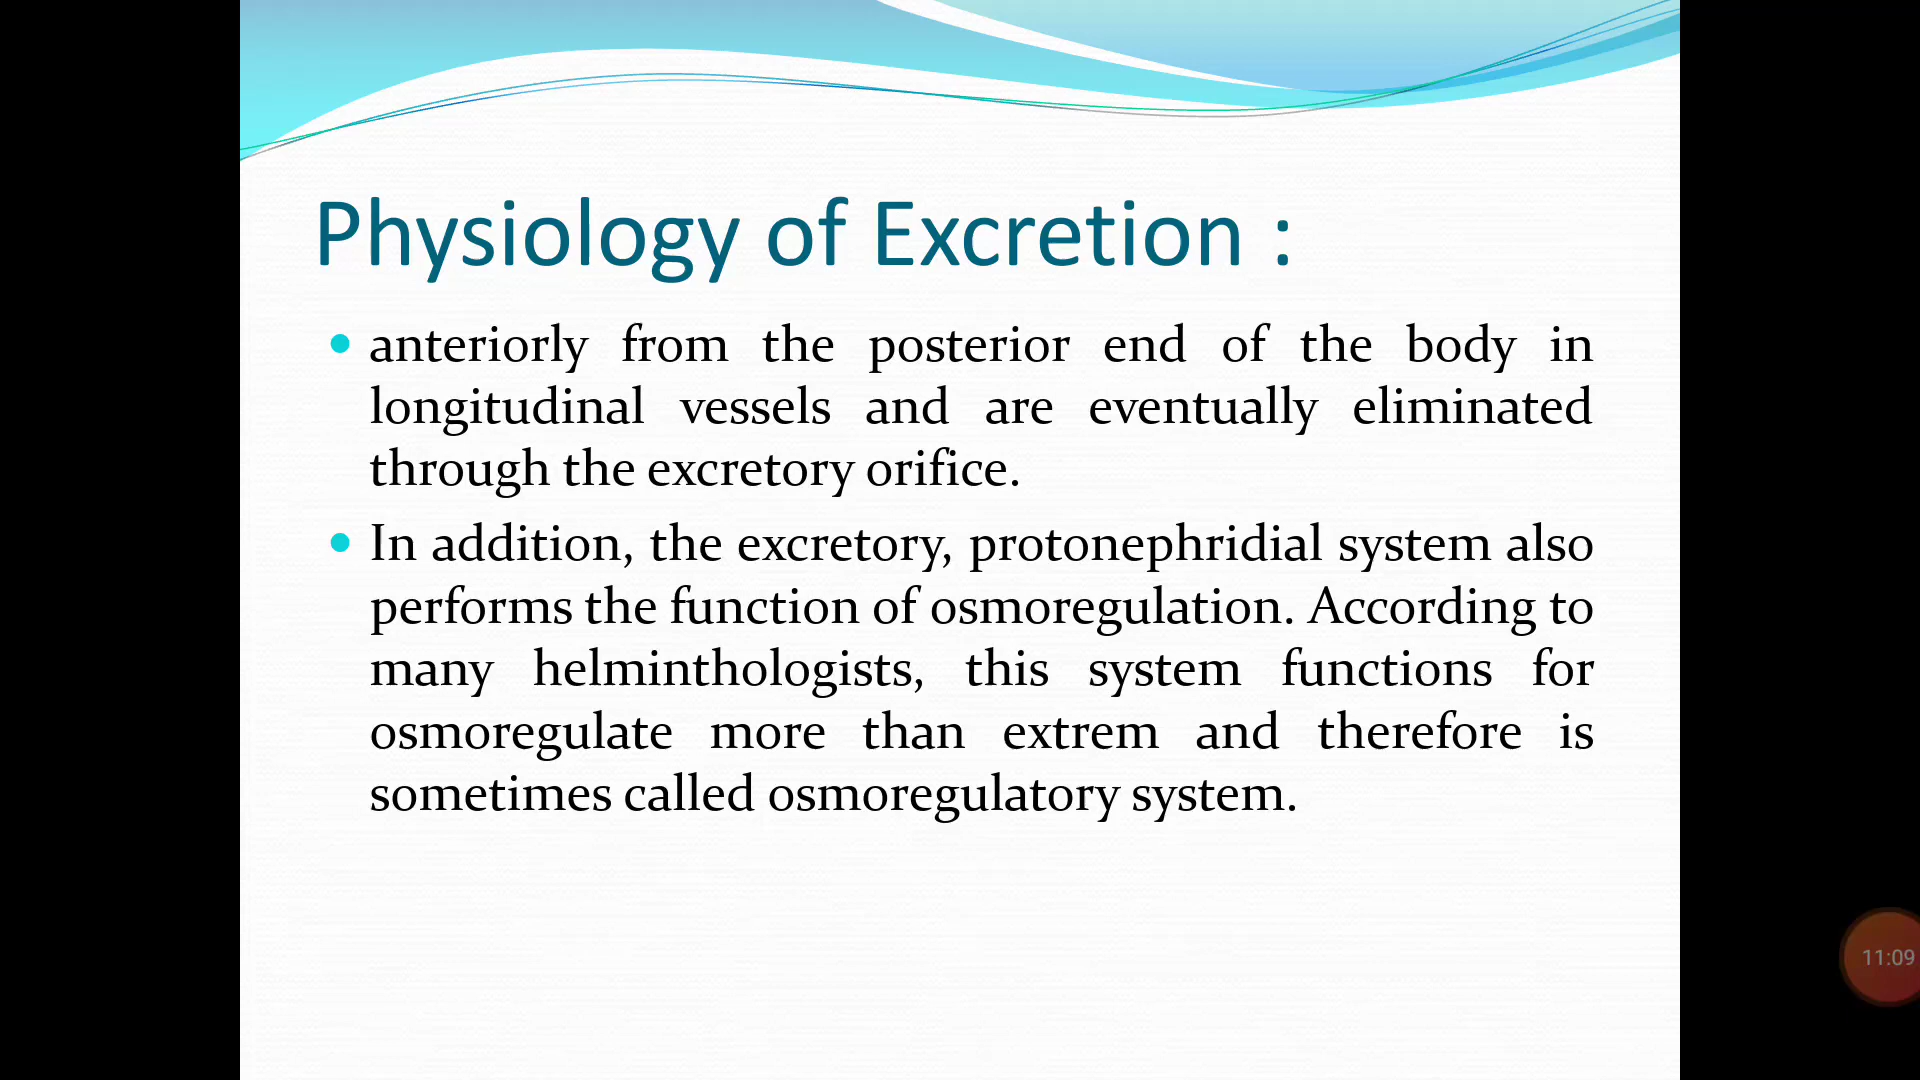 Physiology of Excretion :
anteriorly from the posterior end of the body in
longitudinal vessels and are eventually eliminated
through the excretory orifice.
In addition, the excretory, protonephridial system also
performs the function of osmoregulation. According to
many helminthologists, this system functions for
osmoregulate more than extrem and therefore is
sometimes called osmoregulatory system.
11:09